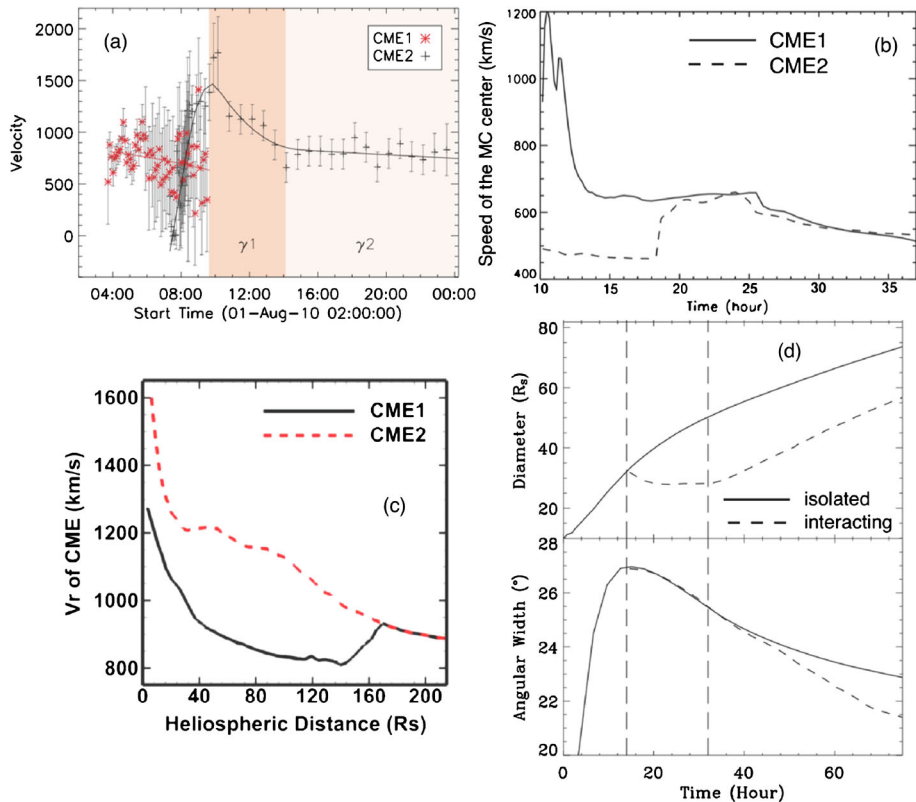 (a)
2000
1500
1000
500
0
Velocity
CME1
CME2
γ1
γ2
04:00 08:00 12:00 16:00 20:00 00:00
Start Time (01-Aug-10 02:00:00)
(b)
1200
1000
800
600
400
Speed of the MC center (km/s)
CME1
CME2
10 15 20 25 30 35
Time (hour)
(c)
1600
1400
1200
1000
800
Vr of CME (km/s)
CME1
CME2
0 40 80 120 160 200
Heliospheric Distance (Rs)
(d)
80
60
40
20
Diameter (Rs)
isolated
interacting
28
26
24
22
20
Angular Width (°)
0 20 40 60
Time (Hour)